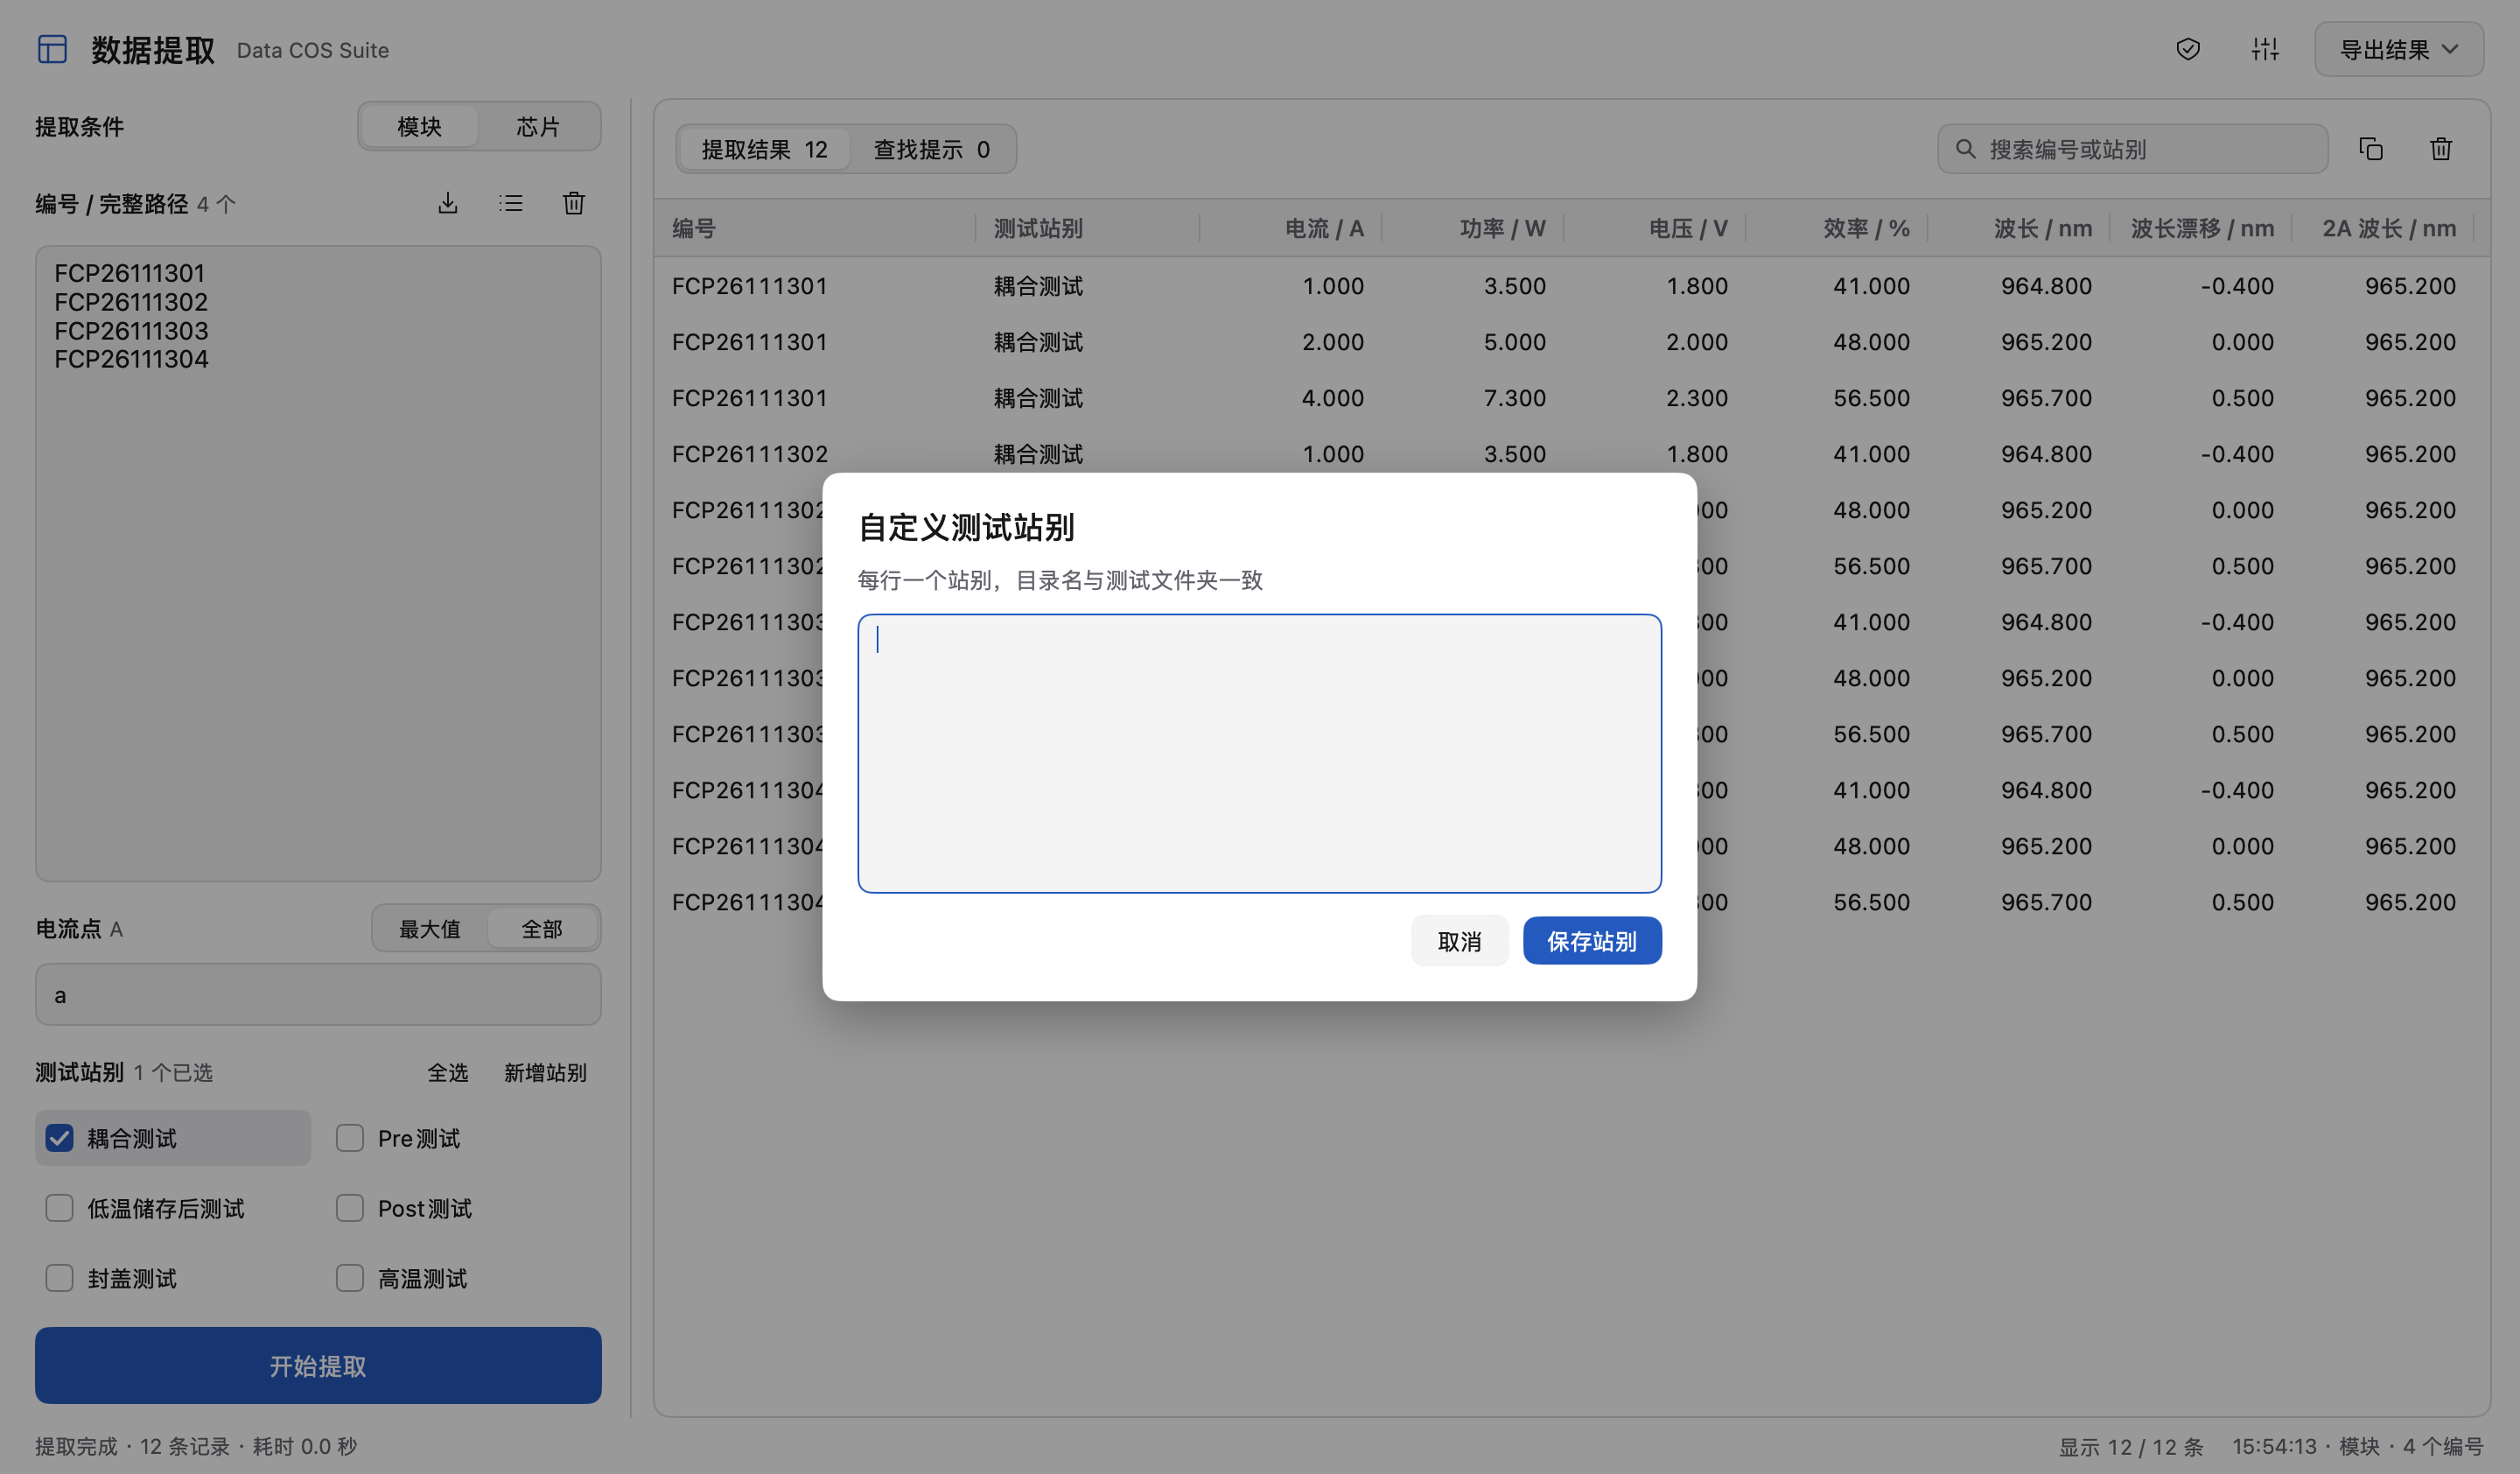 数据提取 Data COS Suite
导出结果
提取条件
模块 芯片
编号 / 完整路径 4 个
FCP26111301
FCP26111302
FCP26111303
FCP26111304
电流点 A
最大值 全部
a
测试站别 1 个已选 全选 新增站别
耦合测试 Pre 测试
低温储存后测试 Post 测试
封盖测试 高温测试
开始提取
提取完成 · 12 条记录 · 耗时 0.0 秒
提取结果 12 查找提示 0
搜索编号或站别
编号 测试站别 电流 / A 功率 / W 电压 / V 效率 / % 波长 / nm 波长漂移 / nm 2A 波长 / nm
FCP26111301 耦合测试 1.000 3.500 1.800 41.000 964.800 -0.400 965.200
FCP26111301 耦合测试 2.000 5.000 2.000 48.000 965.200 0.000 965.200
FCP26111301 耦合测试 4.000 7.300 2.300 56.500 965.700 0.500 965.200
FCP26111302 耦合测试 1.000 3.500 1.800 41.000 964.800 -0.400 965.200
FCP26111302 00 48.000 965.200 0.000 965.200
FCP26111302 00 56.500 965.700 0.500 965.200
FCP26111303 00 41.000 964.800 -0.400 965.200
FCP26111303 00 48.000 965.200 0.000 965.200
FCP26111303 00 56.500 965.700 0.500 965.200
FCP26111304 00 41.000 964.800 -0.400 965.200
FCP26111304 00 48.000 965.200 0.000 965.200
FCP26111304 00 56.500 965.700 0.500 965.200
自定义测试站别
每行一个站别，目录名与测试文件夹一致
取消 保存站别
显示 12 / 12 条 15:54:13 · 模块 · 4 个编号